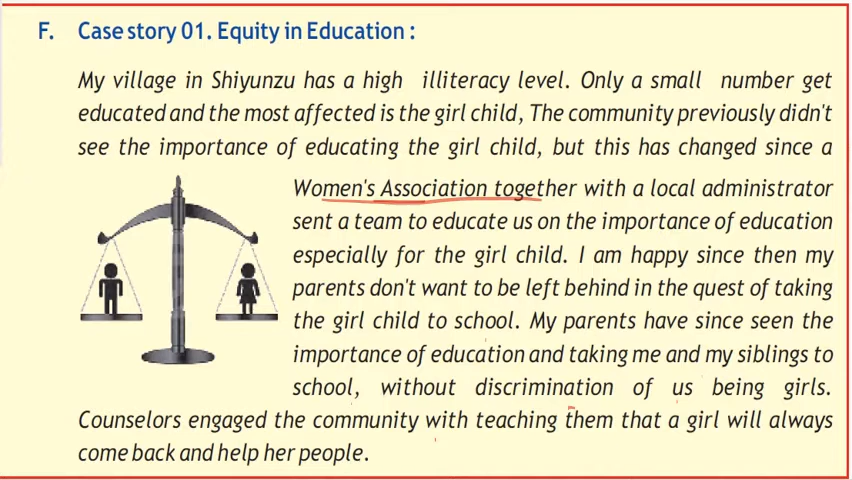 F. Case story 01. Equity in Education :
My village in Shiyunzu has a high illiteracy level. Only a small number get
educated and the most affected is the girl child, The community previously didn't
see the importance of educating the girl child, but this has changed since a
Women's Association together with a local administrator
sent a team to educate us on the importance of education
especially for the girl child. I am happy since then my
parents don't want to be left behind in the quest of taking
the girl child to school. My parents have since seen the
importance of education and taking me and my siblings to
school, without discrimination of us being girls.
Counselors engaged the community with teaching them that a girl will always
come back and help her people.